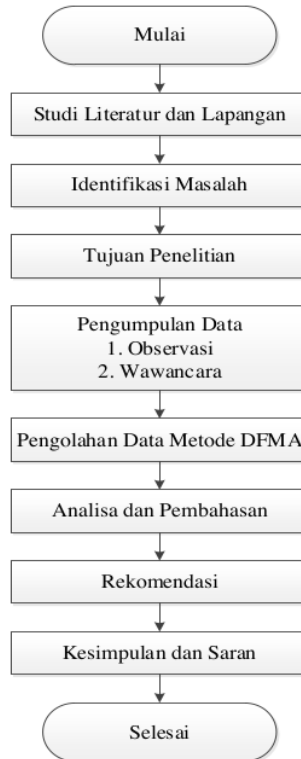 Mulai
Studi Literatur dan Lapangan
Identifikasi Masalah
Tujuan Penelitian
Pengumpulan Data
1. Observasi
2. Wawancara
Pengolahan Data Metode DFMA
Analisa dan Pembahasan
Rekomendasi
Kesimpulan dan Saran
Selesai